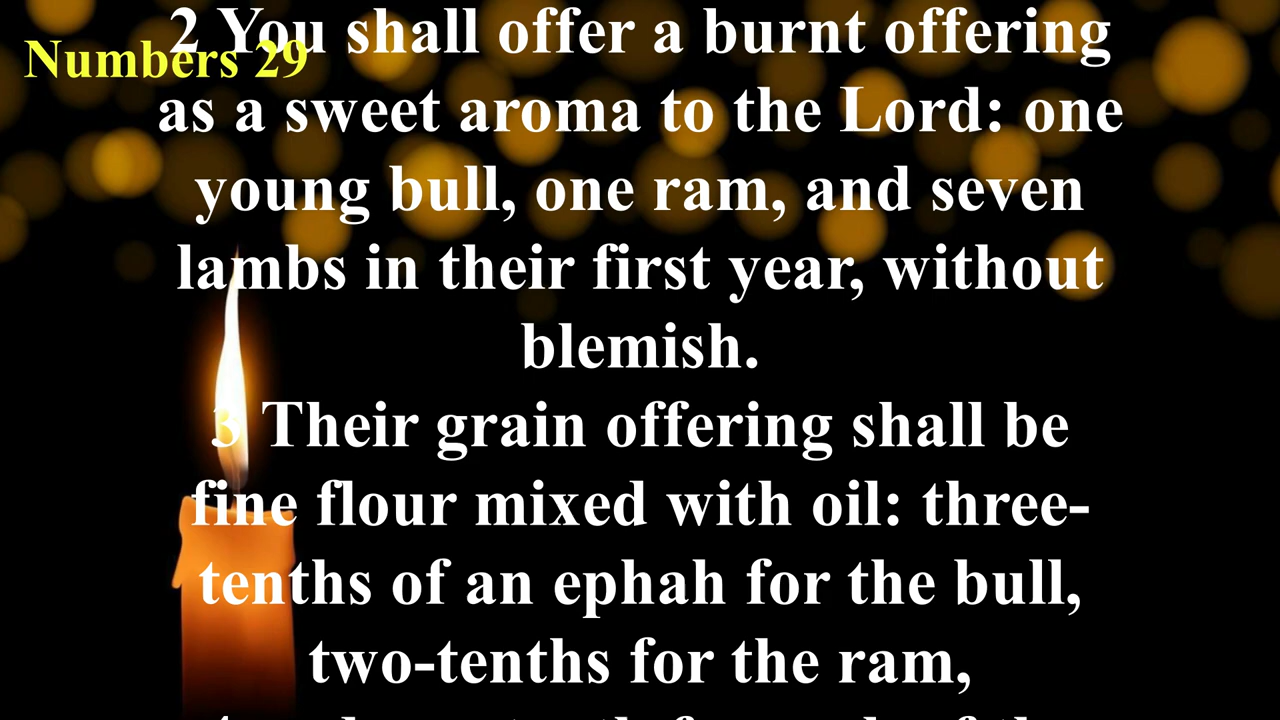 Numbers 29
2 You shall offer a burnt offering
as a sweet aroma to the Lord: one
young bull, one ram, and seven
lambs in their first year, without
blemish.
3 Their grain offering shall be
fine flour mixed with oil: three-
tenths of an ephah for the bull,
two-tenths for the ram,